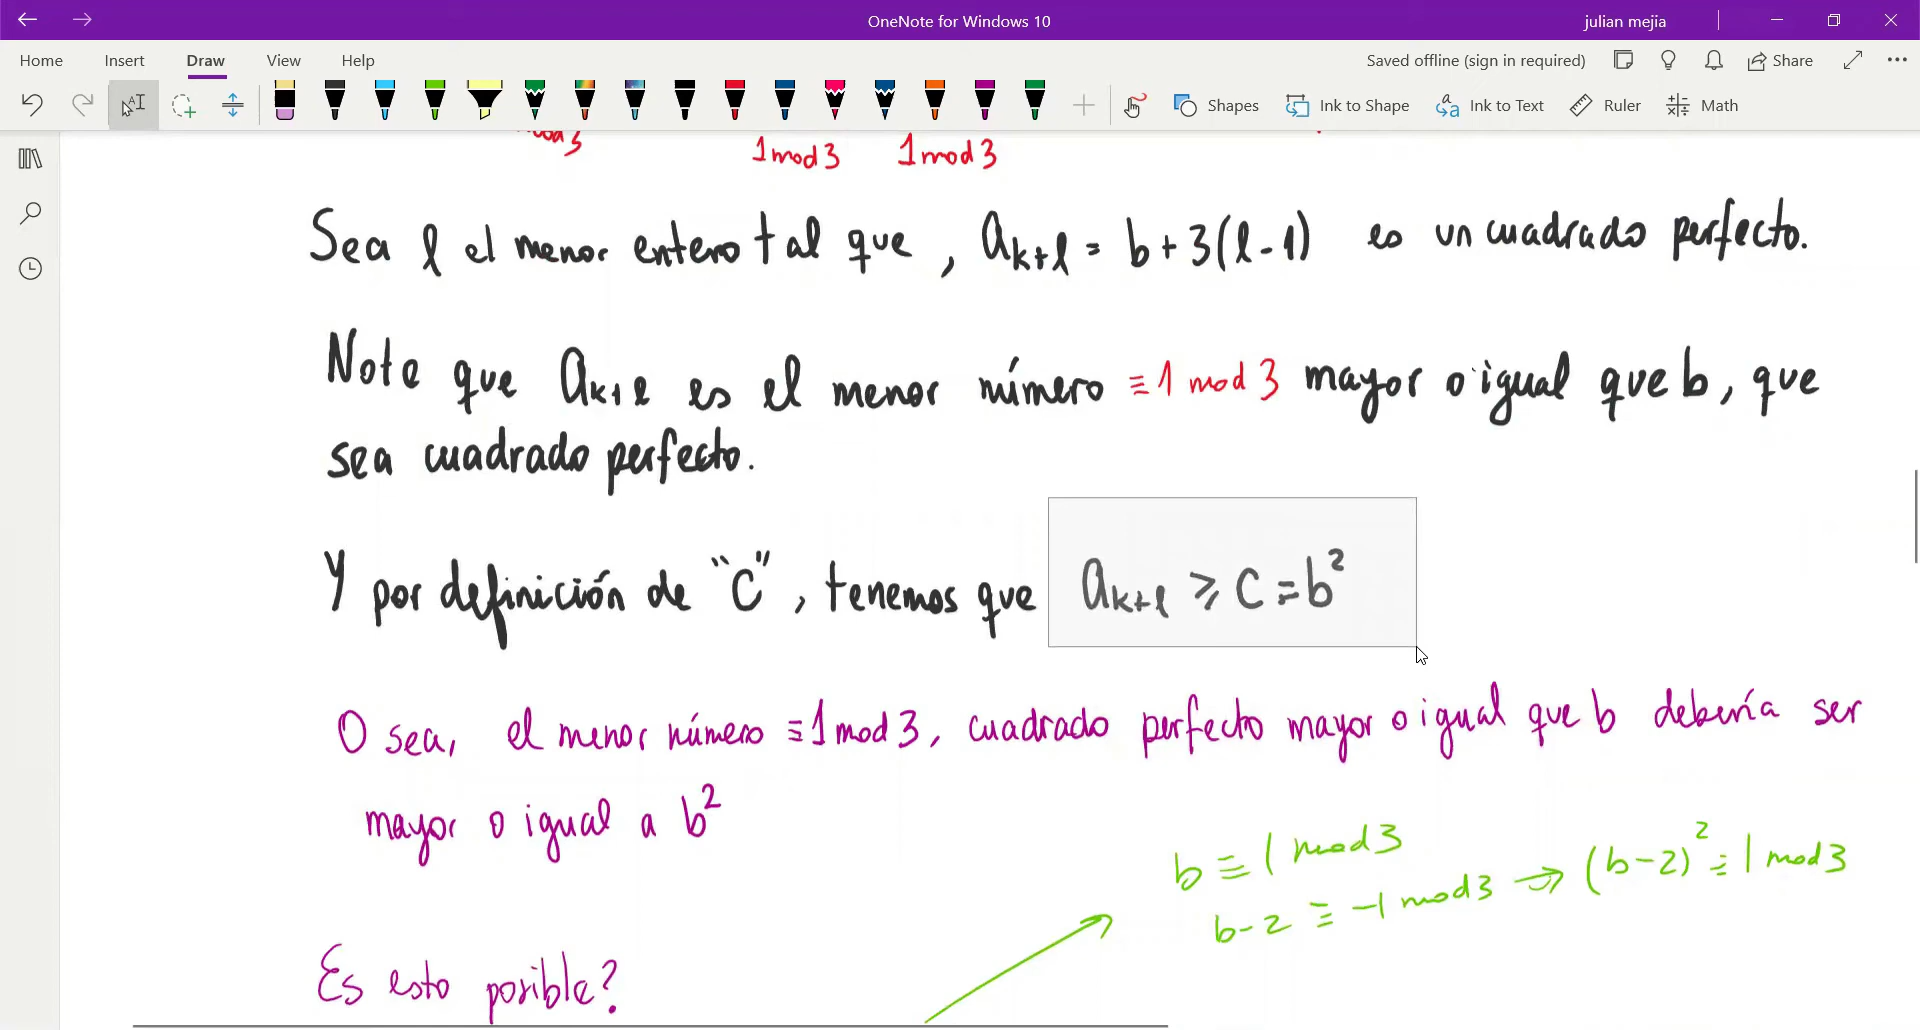 OneNote for Windows 10
julian mejia
Home Insert Draw View Help
Saved offline (sign in required) Share
Shapes Ink to Shape Ink to Text Ruler Math
mod 3
1 mod 3 1 mod 3
Sea l el menor entero tal que, a_{k+l} = b + 3(l-1) es un cuadrado perfecto.
Note que a_{k+l} es el menor número ≡ 1 mod 3 mayor o igual que b, que
sea cuadrado perfecto.
Y por definición de "C", tenemos que a_{k+l} ⩾ C = b²
O sea, el menor número ≡ 1 mod 3, cuadrado perfecto mayor o igual que b debería ser
mayor o igual a b²
b ≡ 1 mod 3
b-2 ≡ -1 mod 3 → (b-2)² ≡ 1 mod 3
Es esto posible?